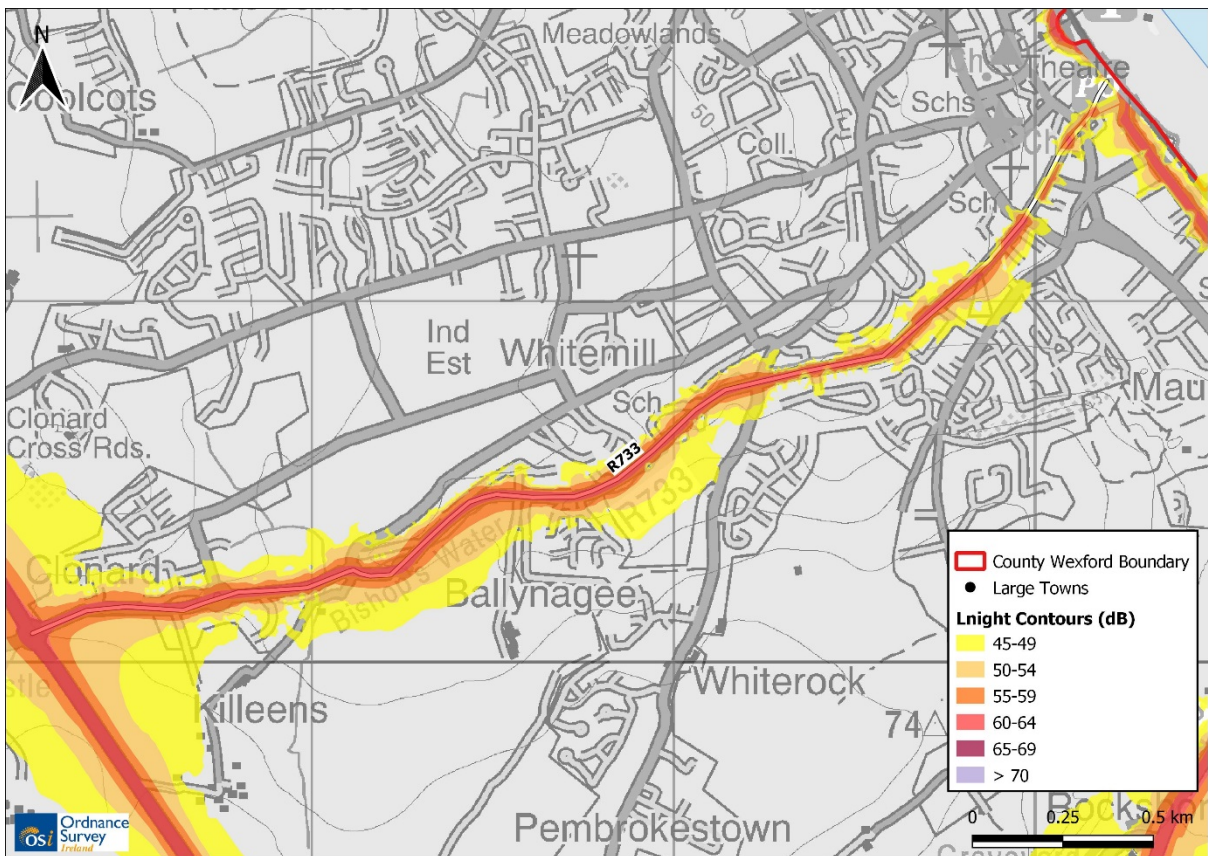 N
Meadowlands
Coolcots
Theatre
P
Schs
50
Coll.
Ch
Sch
Ind
Est
Whitemill
Mau
Sch
Clonard
Cross Rds.
R733
R733
Clonard
Bishop's Water
Ballynagee
Killeens
Whiterock
74
Pembrokestown
County Wexford Boundary
Large Towns
Lnight Contours (dB)
45-49
50-54
55-59
60-64
65-69
> 70
0 0.25 0.5 km
OSi Ordnance
Survey
Ireland